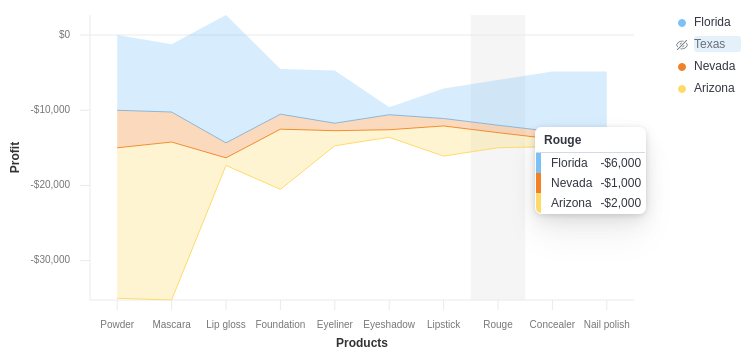 Florida
Texas
Nevada
Arizona
Profit
$0
-$10,000
-$20,000
-$30,000
Rouge
Florida -$6,000
Nevada -$1,000
Arizona -$2,000
Powder Mascara Lip gloss Foundation Eyeliner Eyeshadow Lipstick Rouge Concealer Nail polish
Products